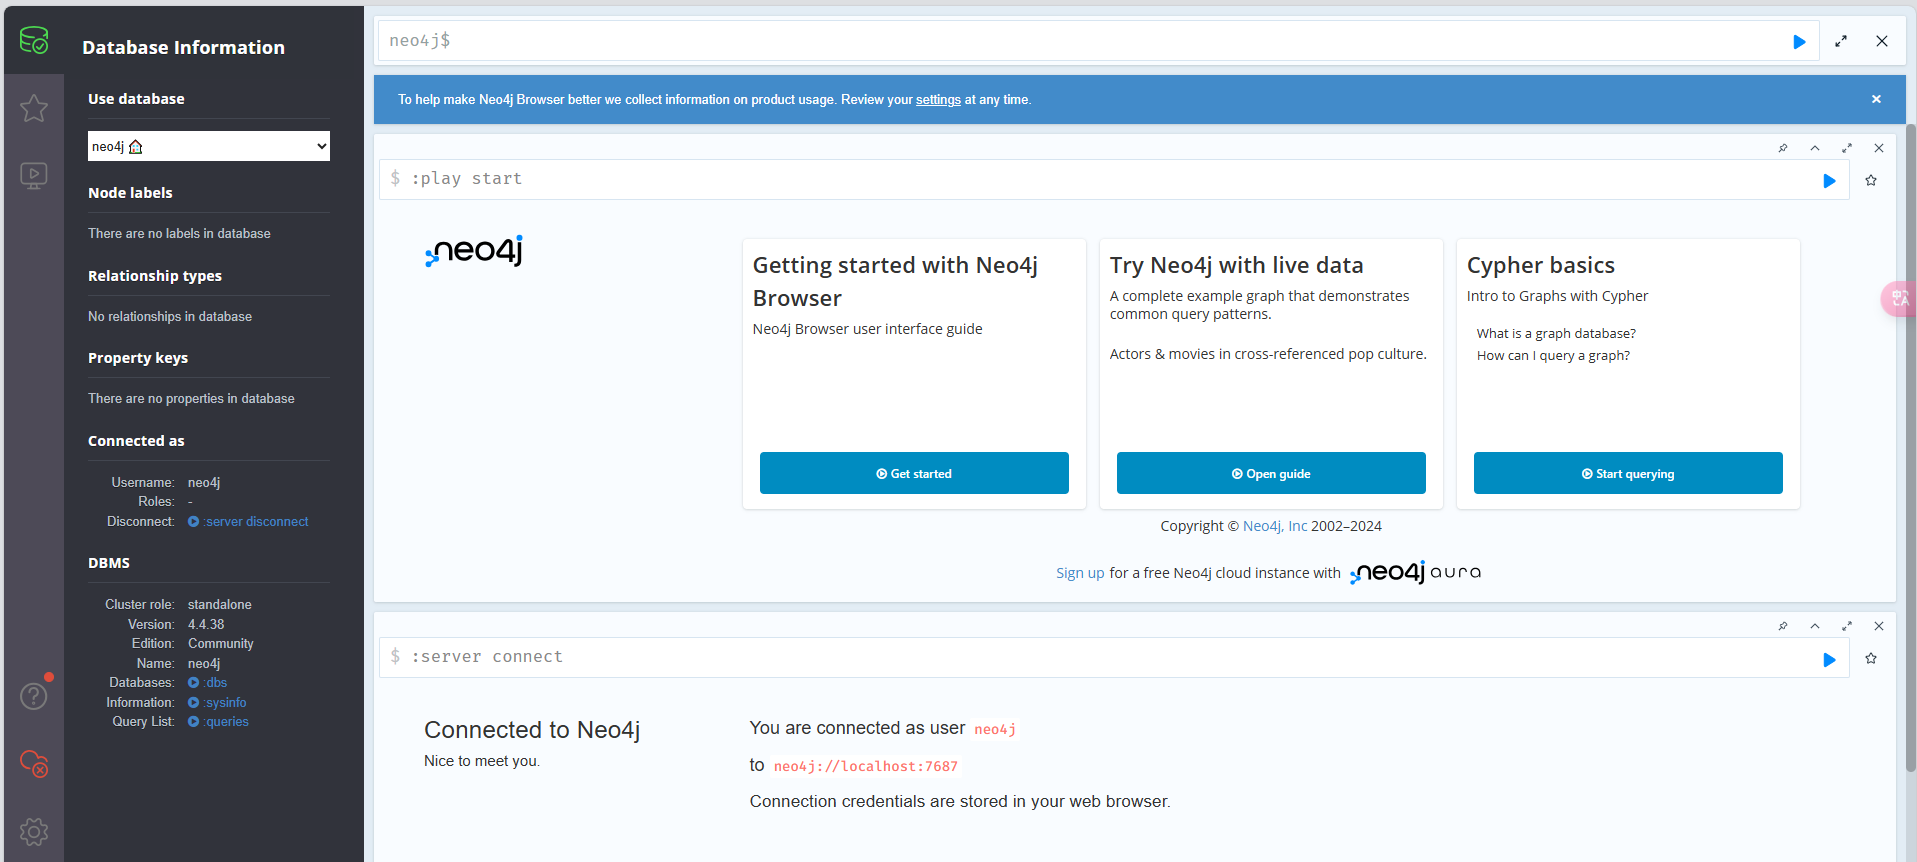 Database Information
Use database
neo4j
Node labels
There are no labels in database
Relationship types
No relationships in database
Property keys
There are no properties in database
Connected as
Username: neo4j
Roles: -
Disconnect: :server disconnect
DBMS
Cluster role: standalone
Version: 4.4.38
Edition: Community
Name: neo4j
Databases: :dbs
Information: :sysinfo
Query List: :queries
neo4j$
To help make Neo4j Browser better we collect information on product usage. Review your settings at any time.
$ :play start
neo4j
Getting started with Neo4j
Browser
Neo4j Browser user interface guide
Get started
Try Neo4j with live data
A complete example graph that demonstrates
common query patterns.
Actors & movies in cross-referenced pop culture.
Open guide
Cypher basics
Intro to Graphs with Cypher
What is a graph database?
How can I query a graph?
Start querying
Copyright © Neo4j, Inc 2002–2024
Sign up for a free Neo4j cloud instance with neo4j aura
$ :server connect
Connected to Neo4j
Nice to meet you.
You are connected as user neo4j
to neo4j://localhost:7687
Connection credentials are stored in your web browser.